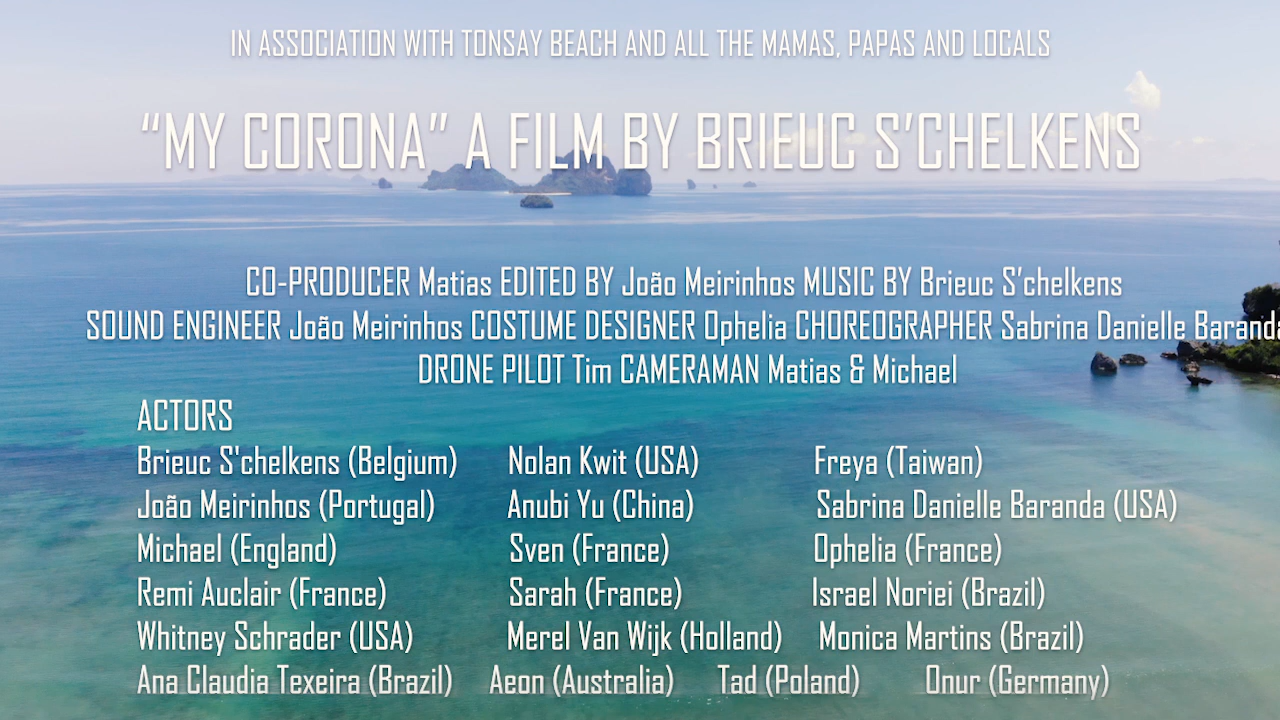 IN ASSOCIATION WITH TONSAY BEACH AND ALL THE MAMAS, PAPAS AND LOCALS
“MY CORONA” A FILM BY BRIEUC S’CHELKENS
CO-PRODUCER Matias EDITED BY João Meirinhos MUSIC BY Brieuc S’chelkens
SOUND ENGINEER João Meirinhos COSTUME DESIGNER Ophelia CHOREOGRAPHER Sabrina Danielle Baranda
DRONE PILOT Tim CAMERAMAN Matias & Michael
ACTORS
Brieuc S'chelkens (Belgium) Nolan Kwit (USA) Freya (Taiwan)
João Meirinhos (Portugal) Anubi Yu (China) Sabrina Danielle Baranda (USA)
Michael (England) Sven (France) Ophelia (France)
Remi Auclair (France) Sarah (France) Israel Noriei (Brazil)
Whitney Schrader (USA) Merel Van Wijk (Holland) Monica Martins (Brazil)
Ana Claudia Texeira (Brazil) Aeon (Australia) Tad (Poland) Onur (Germany)